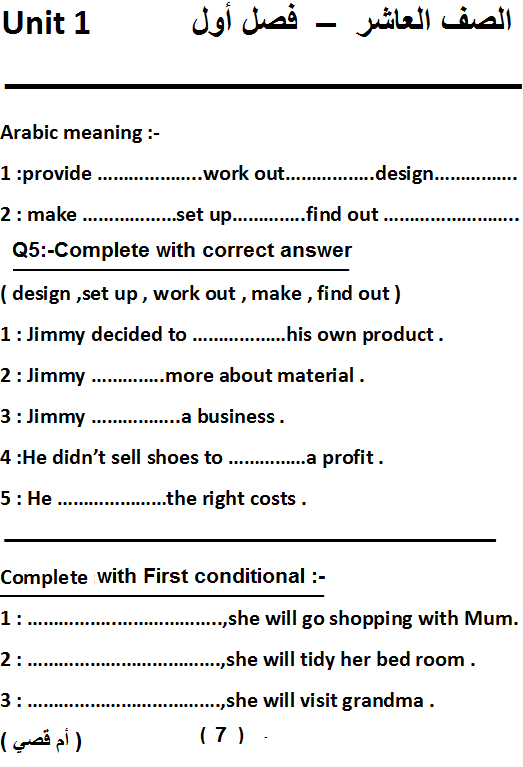 Unit 1 الصف العاشر – فصل أول
Arabic meaning :-
1 :provide ....................work out.................design................
2 : make ..................set up..............find out ..........................
Q5:-Complete with correct answer
( design ,set up , work out , make , find out )
1 : Jimmy decided to ..................his own product .
2 : Jimmy ..............more about material .
3 : Jimmy .................a business .
4 :He didn’t sell shoes to ...............a profit .
5 : He .....................the right costs .
Complete with First conditional :-
1 : .....................................,she will go shopping with Mum.
2 : .....................................,she will tidy her bed room .
3 : .....................................,she will visit grandma .
( أم قصي ) ( 7 )